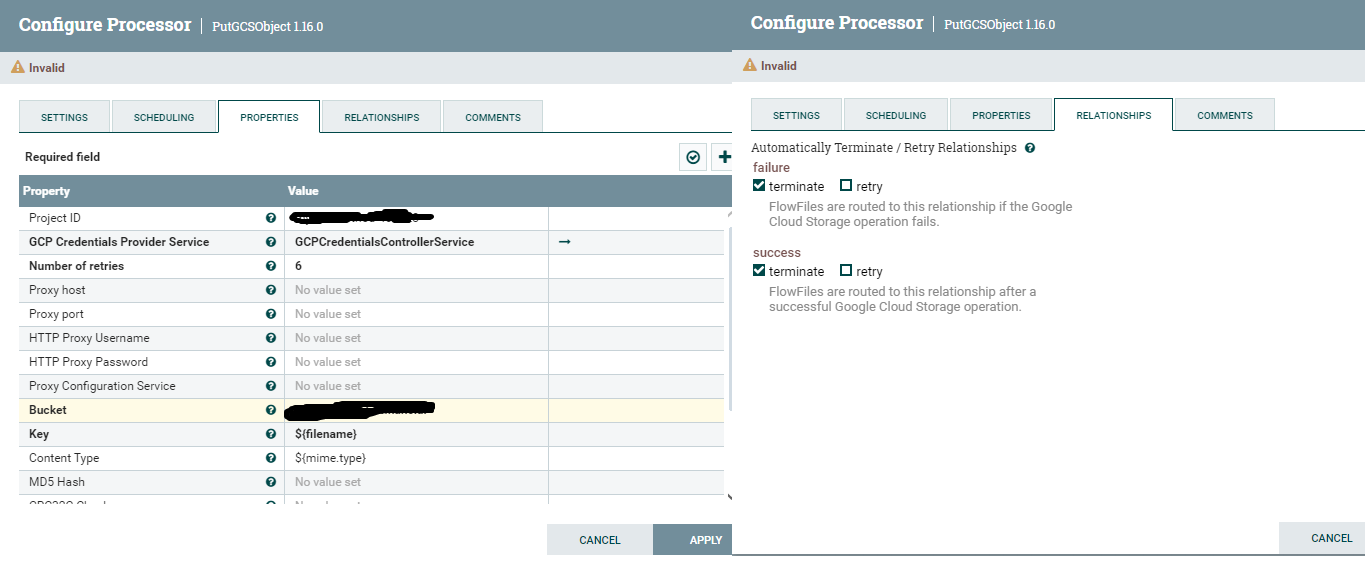 Configure Processor | PutGCSObject 1.16.0
Invalid
SETTINGS SCHEDULING PROPERTIES RELATIONSHIPS COMMENTS
Required field
Property Value
Project ID
GCP Credentials Provider Service GCPCredentialsControllerService
Number of retries 6
Proxy host No value set
Proxy port No value set
HTTP Proxy Username No value set
HTTP Proxy Password No value set
Proxy Configuration Service No value set
Bucket
Key ${filename}
Content Type ${mime.type}
MD5 Hash No value set
CANCEL APPLY
Configure Processor | PutGCSObject 1.16.0
Invalid
SETTINGS SCHEDULING PROPERTIES RELATIONSHIPS COMMENTS
Automatically Terminate / Retry Relationships
failure
terminate retry
FlowFiles are routed to this relationship if the Google
Cloud Storage operation fails.
success
terminate retry
FlowFiles are routed to this relationship after a
successful Google Cloud Storage operation.
CANCEL